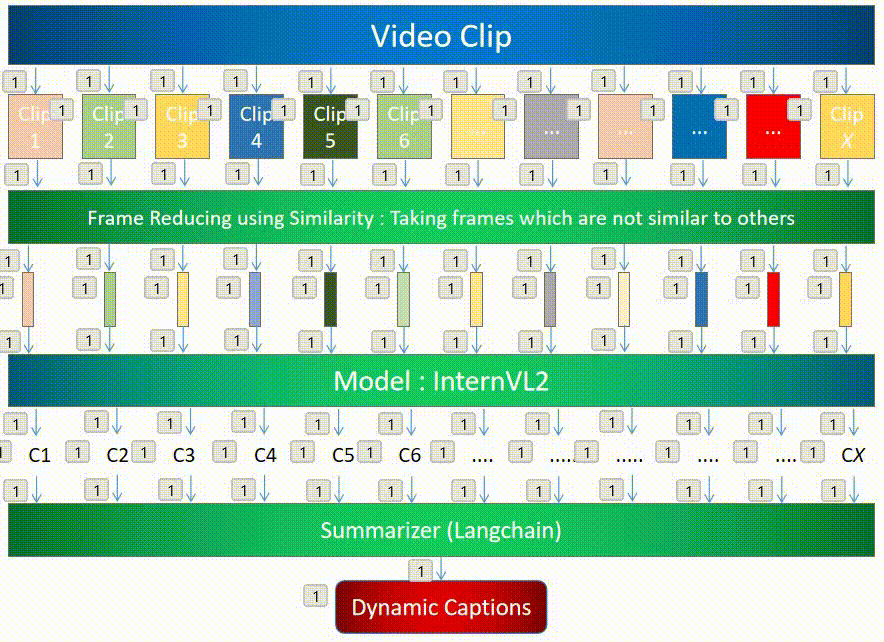 Video Clip
1 1 1 1 1 1 1 1 1 1 1 1
Clip 1 Clip 1 Clip 1 Clip 1 Clip 1 Clip 1 ... 1 ... 1 ... 1 ... 1 ... 1 Clip
1 2 3 4 5 6 X
1 1 1 1 1 1 1 1 1 1 1 1
Frame Reducing using Similarity : Taking frames which are not similar to others
1 1 1 1 1 1 1 1 1 1 1 1
1 1 1 1 1 1 1 1 1 1 1 1
1 1 1 1 1 1 1 1 1 1 1 1
Model : InternVL2
1 1 1 1 1 1 1 1 1 1 1 1
1 C1 1 C2 1 C3 1 C4 1 C5 1 C6 1 .... 1 ..... 1 ..... 1 .... 1 .... 1 CX
1 1 1 1 1 1 1 1 1 1 1 1
Summarizer (Langchain)
1
1 Dynamic Captions